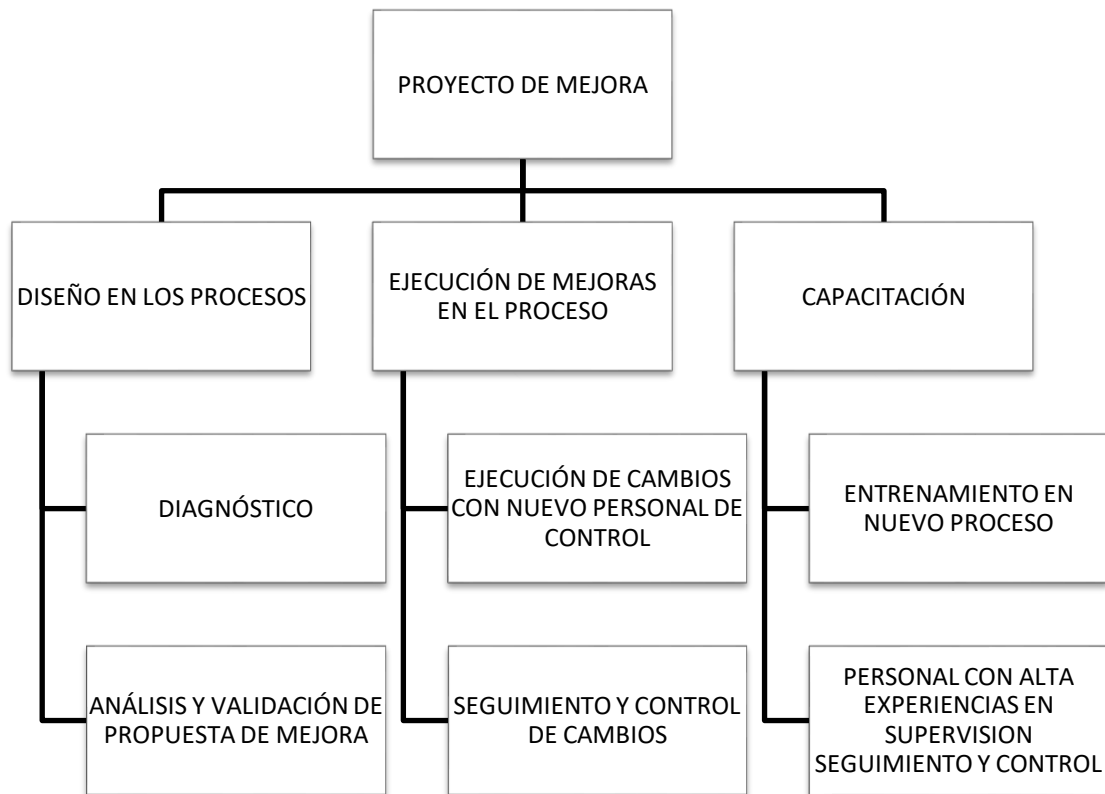 PROYECTO DE MEJORA
DISEÑO EN LOS PROCESOS
EJECUCIÓN DE MEJORAS
EN EL PROCESO
CAPACITACIÓN
DIAGNÓSTICO
EJECUCIÓN DE CAMBIOS
CON NUEVO PERSONAL DE
CONTROL
ENTRENAMIENTO EN
NUEVO PROCESO
ANÁLISIS Y VALIDACIÓN DE
PROPUESTA DE MEJORA
SEGUIMIENTO Y CONTROL
DE CAMBIOS
PERSONAL CON ALTA
EXPERIENCIAS EN
SUPERVISION
SEGUIMIENTO Y CONTROL